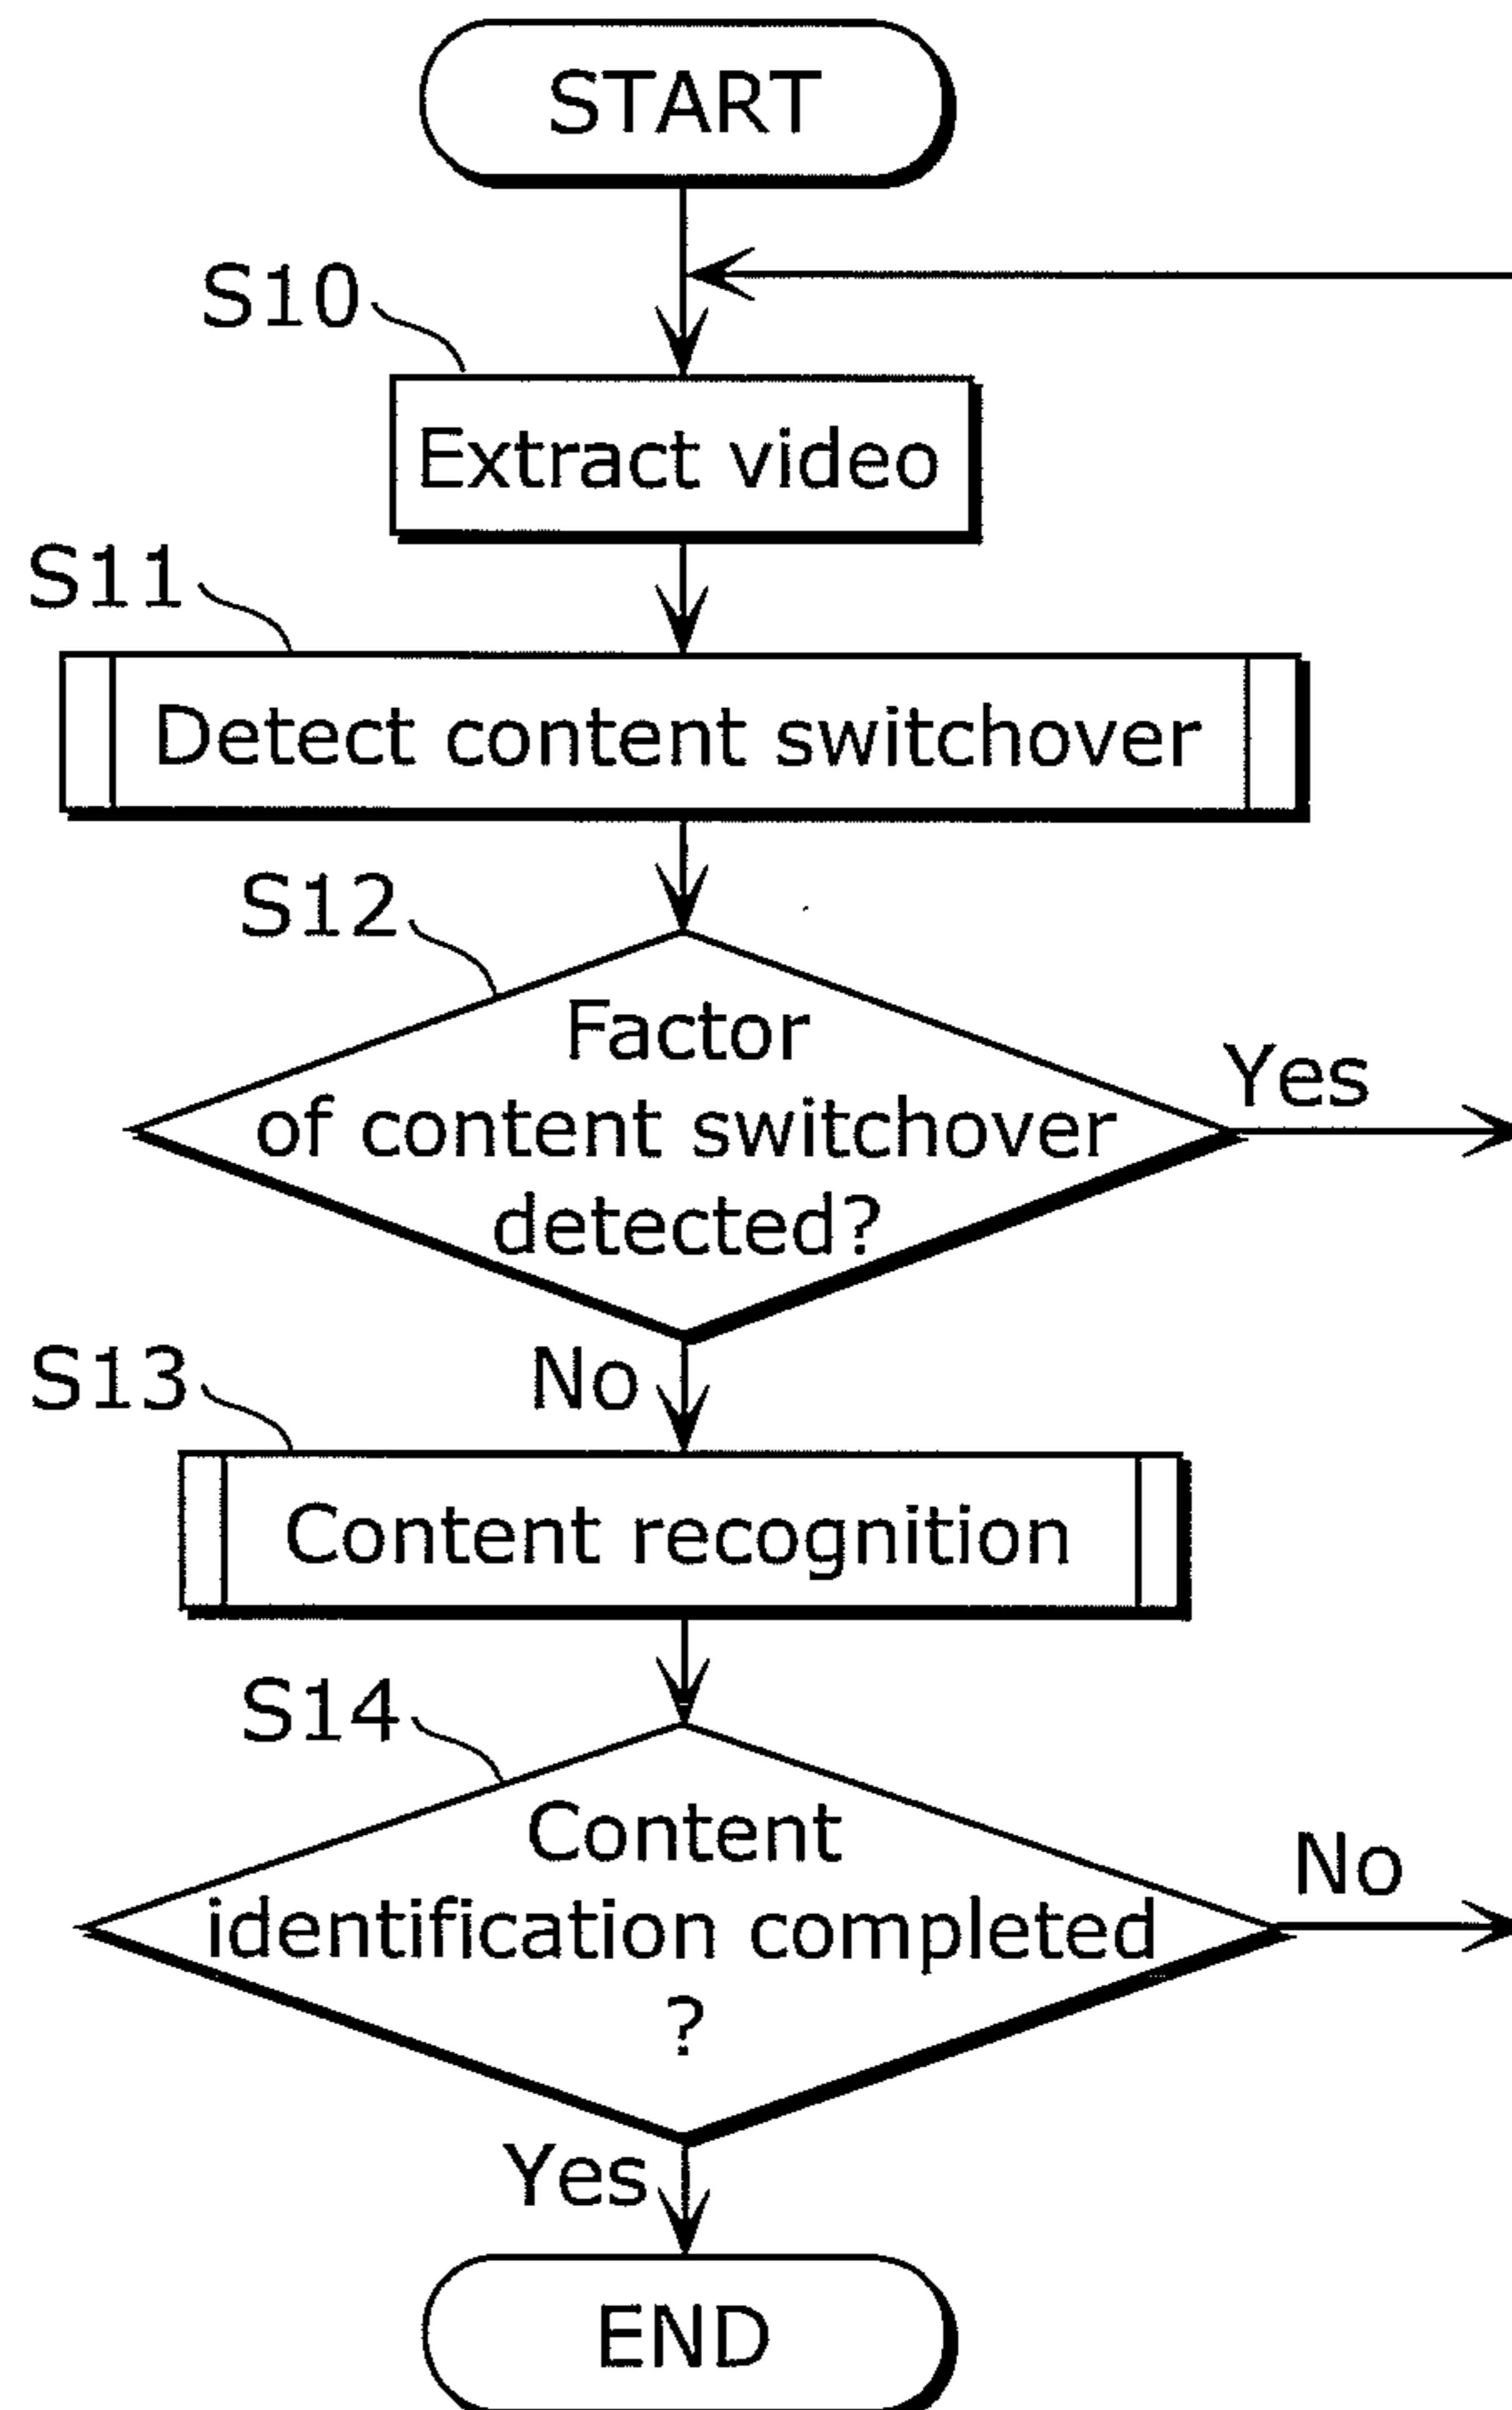 START
S10
Extract video
S11
Detect content switchover
S12
Factor
of content switchover
detected?
Yes
No
S13
Content recognition
S14
Content
identification completed
?
No
Yes
END